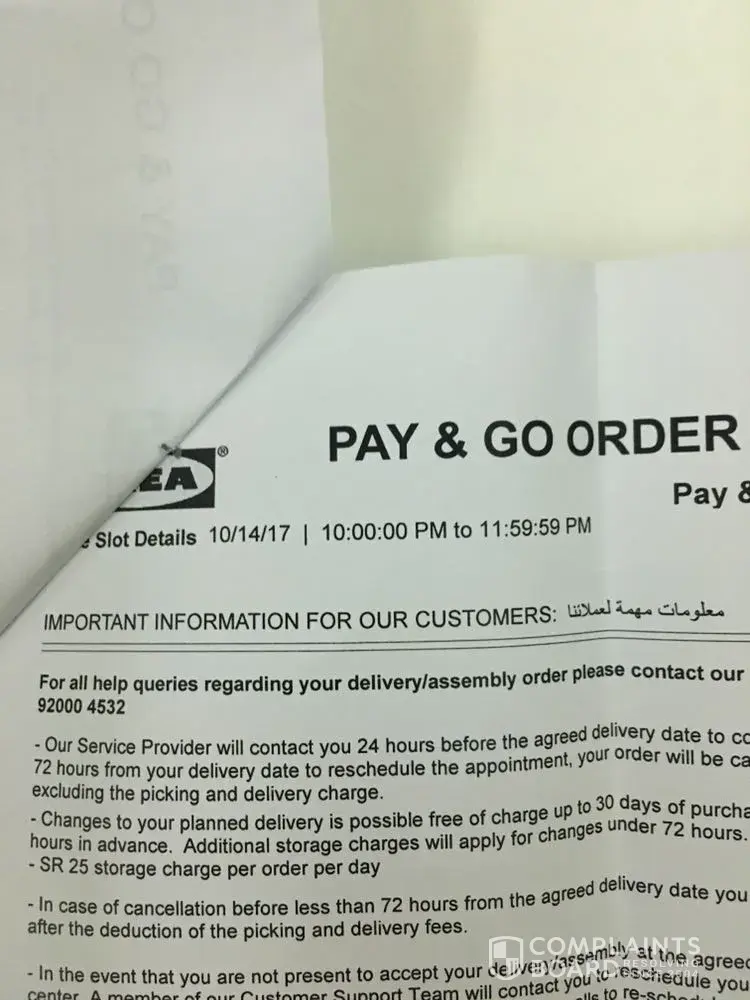 PAY & GO O
EA®
PAY & GO ORDER
Pay &
Slot Details 10/14/17 | 10:00:00 PM to 11:59:59 PM
IMPORTANT INFORMATION FOR OUR CUSTOMERS: معلومات مهمة لعملائنا
For all help queries regarding your delivery/assembly order please contact our
92000 4532
- Our Service Provider will contact you 24 hours before the agreed delivery date to co
72 hours from your delivery date to reschedule the appointment, your order will be ca
excluding the picking and delivery charge.
- Changes to your planned delivery is possible free of charge up to 30 days of purcha
hours in advance. Additional storage charges will apply for changes under 72 hours.
- SR 25 storage charge per order per day
- In case of cancellation before less than 72 hours from the agreed delivery date you
after the deduction of the picking and delivery fees.
- In the event that you are not present to accept your delivery/assembly at the agreed
center. A member of our Customer Support Team will contact you to reschedule you
alls to re-sched
COMPLAINTS
BOARD RESOLVING